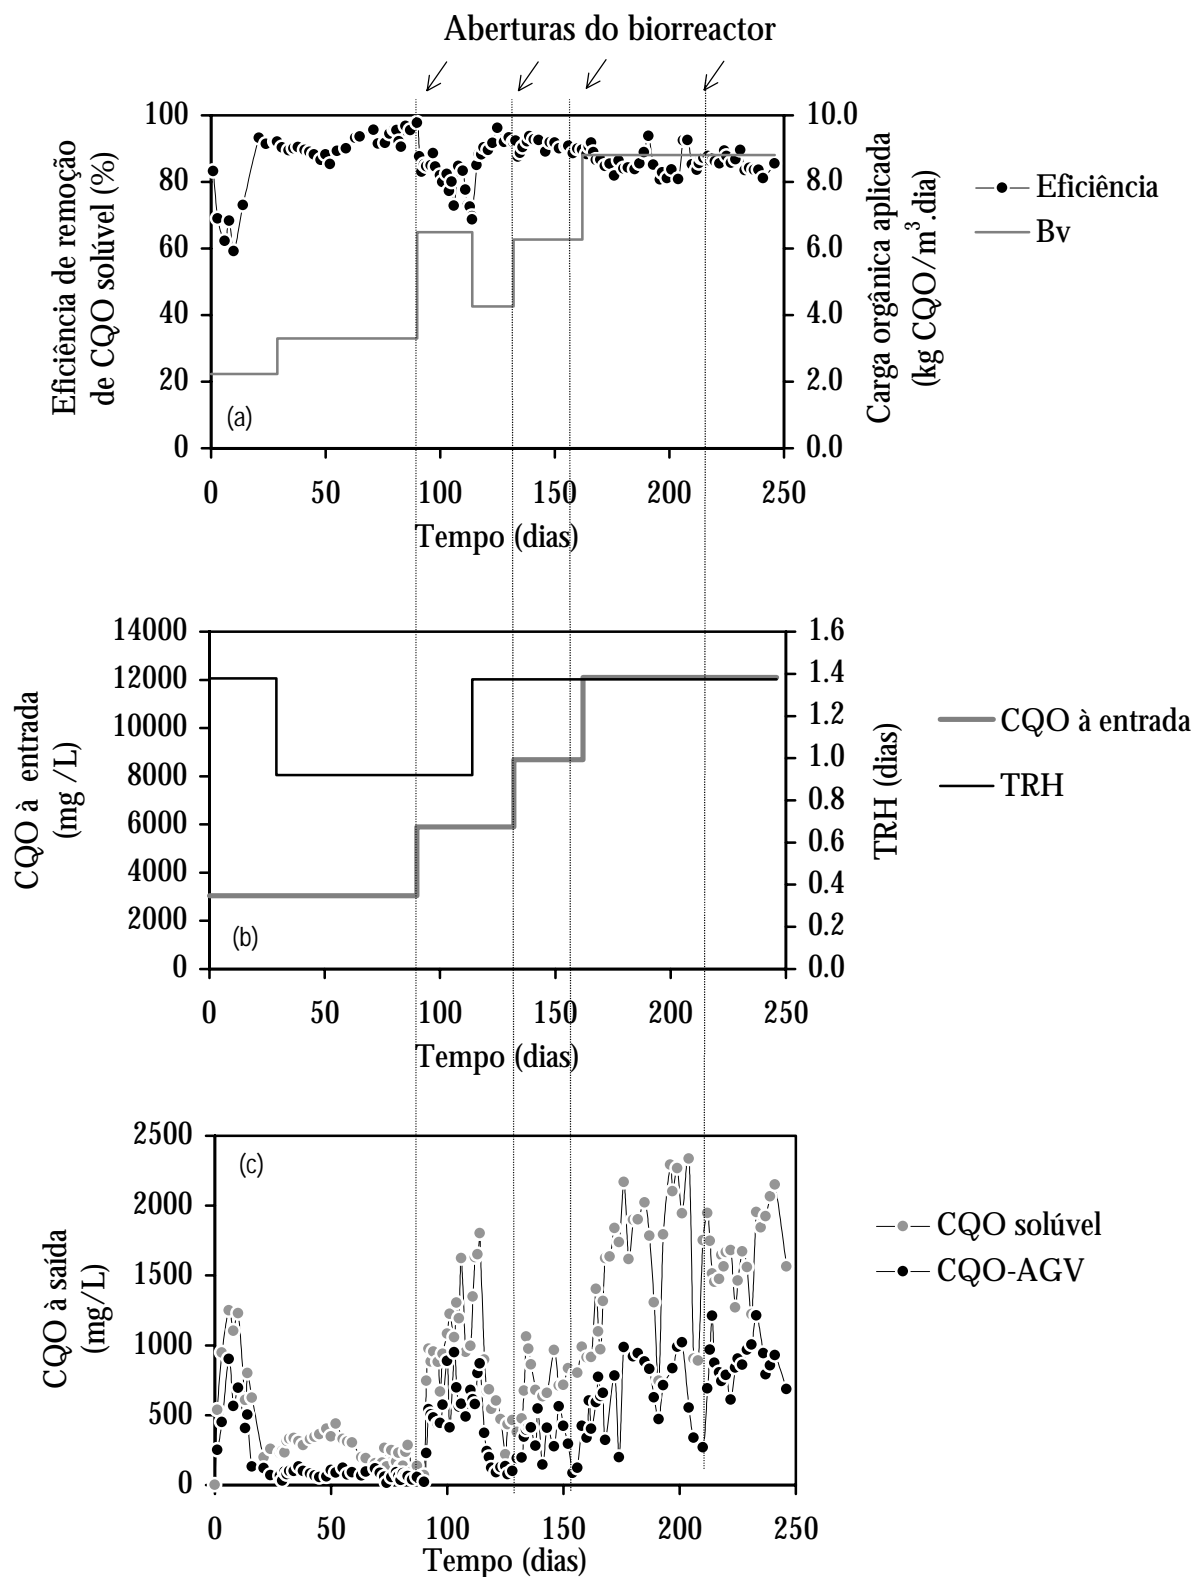 Aberturas do biorreactor
Eficiência de remoção
de CQO solúvel (%)
100
80
60
40
20
0
(a)
10.0
8.0
6.0
4.0
2.0
0.0
Carga orgânica aplicada
(kg CQO/m³.dia)
Eficiência
Bv
0 50 100 150 200 250
Tempo (dias)
CQO à entrada
(mg /L)
14000
12000
10000
8000
6000
4000
2000
0
(b)
1.6
1.4
1.2
1.0
0.8
0.6
0.4
0.2
0.0
TRH (dias)
CQO à entrada
TRH
0 50 100 150 200 250
Tempo (dias)
CQO à saída
(mg/L)
2500
2000
1500
1000
500
0
(c)
CQO solúvel
CQO-AGV
0 50 100 150 200 250
Tempo (dias)